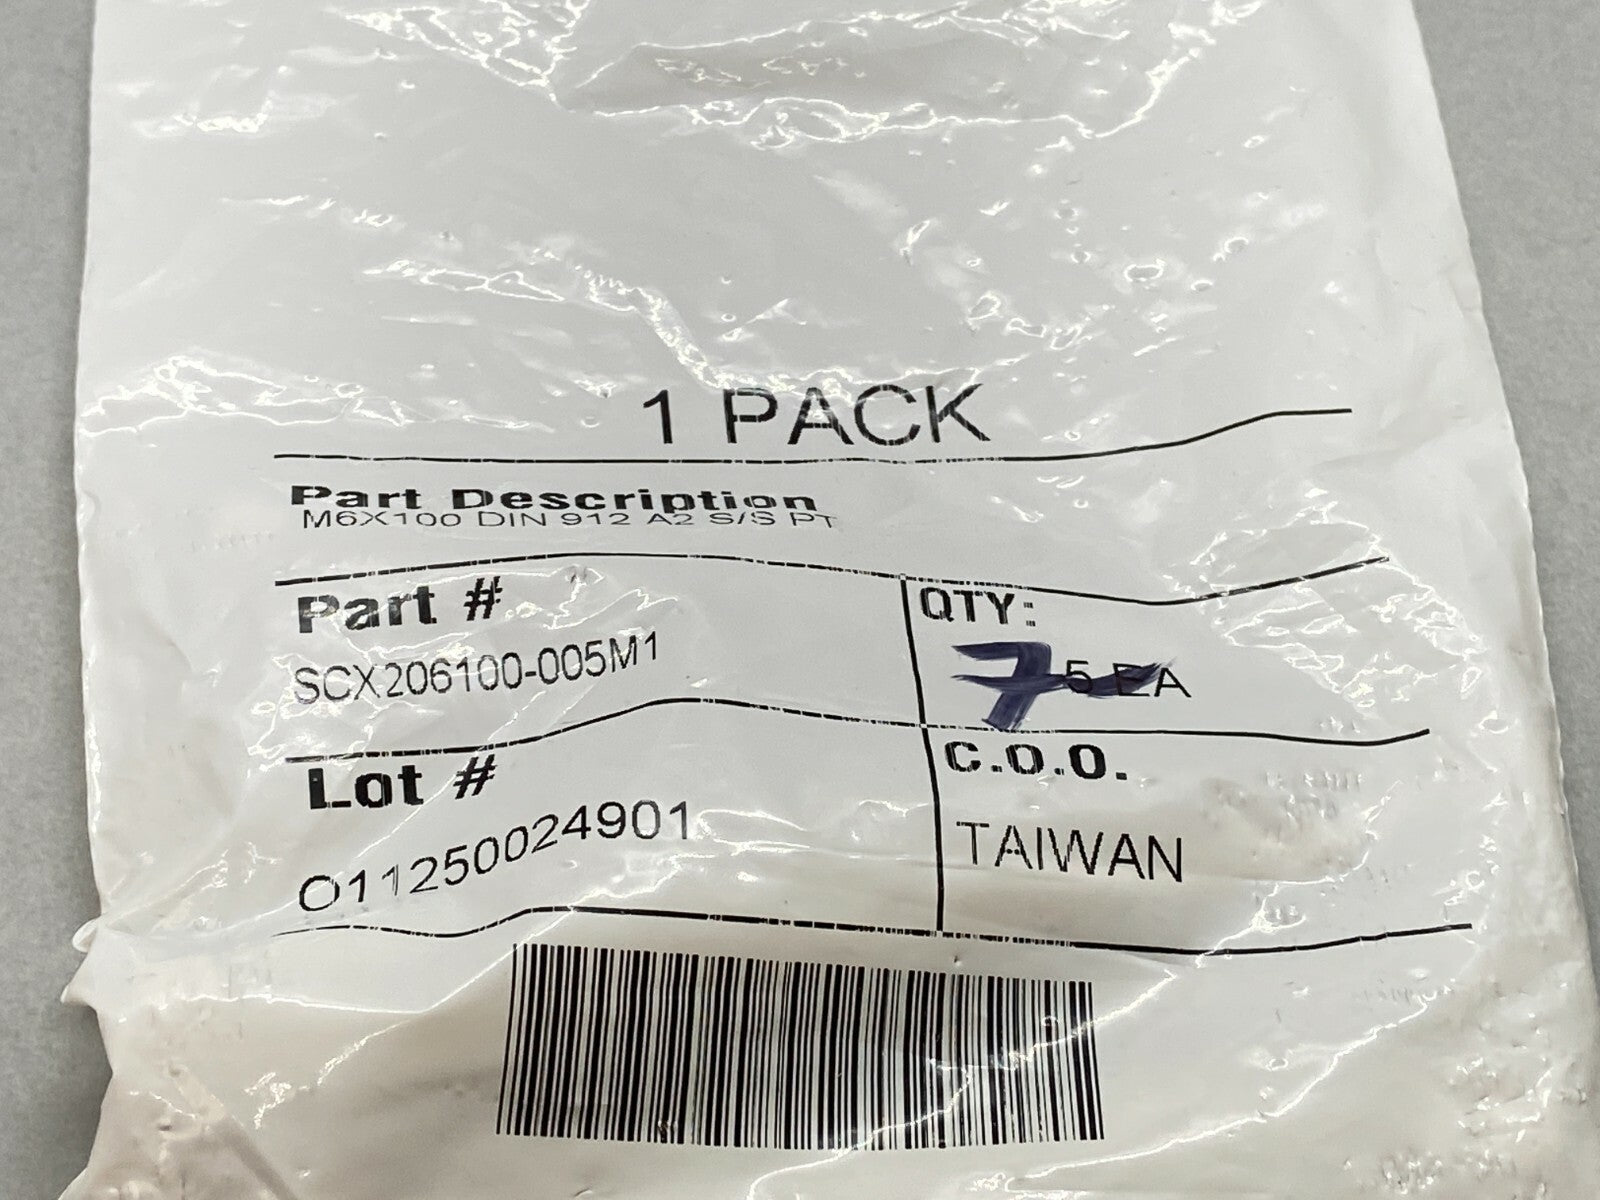 1 PACK
Part Description
M6X100 DIN 912 A2 S/S PT
Part #
SCX206100-005M1
QTY:
7 5 EA
Lot #
O11250024901
C.O.O.
TAIWAN